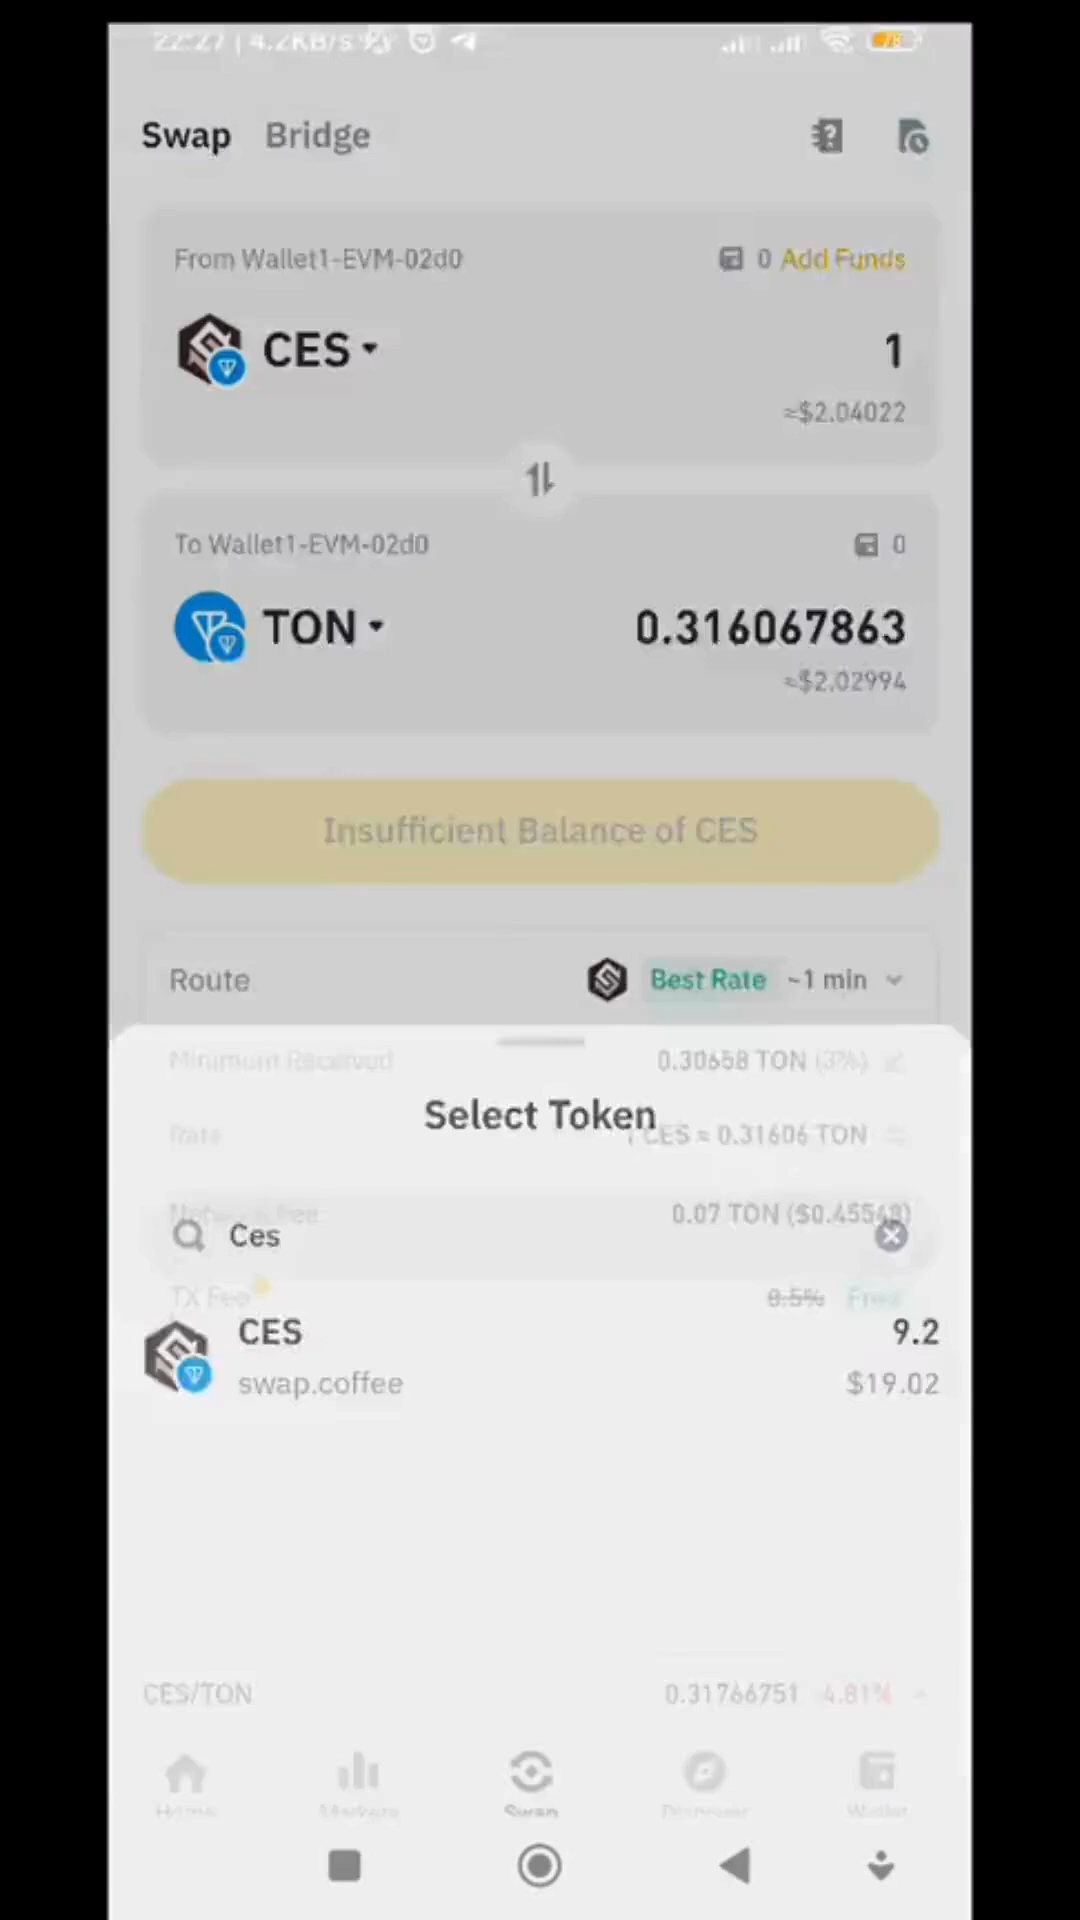 22:27 | 4.2KB/s
78
Swap Bridge
From Wallet1-EVM-02d0 0 Add Funds
CES 1
≈$2.04022
To Wallet1-EVM-02d0 0
TON 0.316067863
≈$2.02994
Insufficient Balance of CES
Route Best Rate ~1 min
Minimum Received 0.30658 TON (3%)
Select Token
Rate 1 CES ≈ 0.31606 TON
Network Fee 0.07 TON ($0.45548)
Ces
TX Fee 0.5% Free
CES 9.2
swap.coffee $19.02
CES/TON 0.31766751 -4.81%
Home Markets Swap Discover Wallet